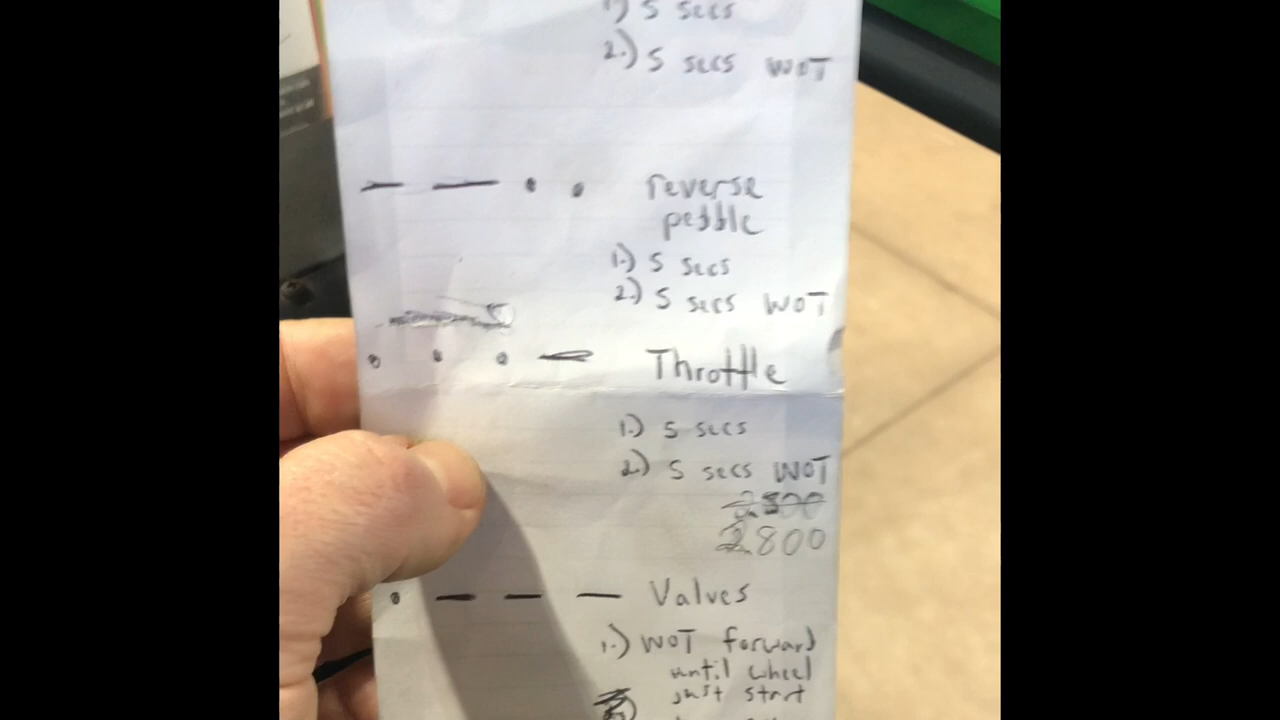 1.) 5 secs
2.) 5 secs WOT
— — • • reverse
pebble
1.) 5 secs
2.) 5 secs WOT
• • • — Throttle
1.) 5 secs
2.) 5 secs WOT
2800
• — — — Valves
1.) WOT forward
until wheel
just start